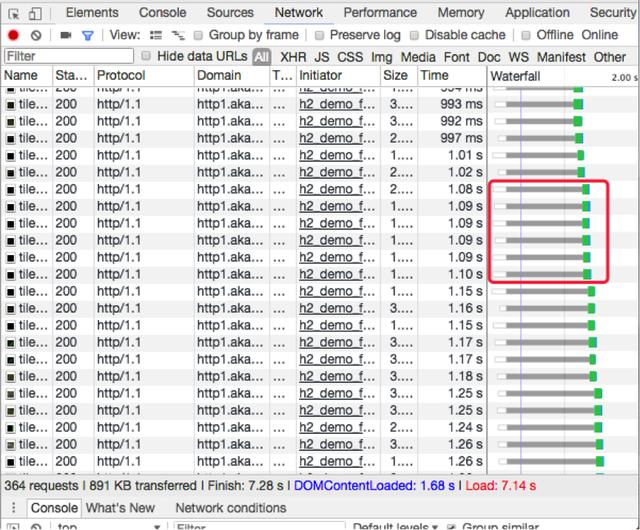 Elements Console Sources Network Performance Memory Application Security
View: Group by frame Preserve log Disable cache Offline Online
Filter Hide data URLs All XHR JS CSS Img Media Font Doc WS Manifest Other
Name Sta... Protocol Domain T... Initiator Size Time Waterfall 2.00 s
tile... 200 http/1.1 http1.aka... ... h2_demo_f... 1.... 994 ms
tile... 200 http/1.1 http1.aka... ... h2_demo_f... 3.... 993 ms
tile... 200 http/1.1 http1.aka... ... h2_demo_f... 3.... 992 ms
tile... 200 http/1.1 http1.aka... ... h2_demo_f... 2.... 997 ms
tile... 200 http/1.1 http1.aka... ... h2_demo_f... 1.... 1.01 s
tile... 200 http/1.1 http1.aka... ... h2_demo_f... 2.... 1.02 s
tile... 200 http/1.1 http1.aka... ... h2_demo_f... 2.... 1.08 s
tile... 200 http/1.1 http1.aka... ... h2_demo_f... 1.... 1.09 s
tile... 200 http/1.1 http1.aka... ... h2_demo_f... 1.... 1.09 s
tile... 200 http/1.1 http1.aka... ... h2_demo_f... 1.... 1.09 s
tile... 200 http/1.1 http1.aka... ... h2_demo_f... 1.... 1.09 s
tile... 200 http/1.1 http1.aka... ... h2_demo_f... 1.... 1.10 s
tile... 200 http/1.1 http1.aka... ... h2_demo_f... 1.... 1.15 s
tile... 200 http/1.1 http1.aka... ... h2_demo_f... 3.... 1.16 s
tile... 200 http/1.1 http1.aka... ... h2_demo_f... 1.... 1.15 s
tile... 200 http/1.1 http1.aka... ... h2_demo_f... 3.... 1.17 s
tile... 200 http/1.1 http1.aka... ... h2_demo_f... 3.... 1.17 s
tile... 200 http/1.1 http1.aka... ... h2_demo_f... 3.... 1.18 s
tile... 200 http/1.1 http1.aka... ... h2_demo_f... 3.... 1.25 s
tile... 200 http/1.1 http1.aka... ... h2_demo_f... 3.... 1.25 s
tile... 200 http/1.1 http1.aka... ... h2_demo_f... 2.... 1.24 s
tile... 200 http/1.1 http1.aka... ... h2_demo_f... 3.... 1.26 s
tile... 200 http/1.1 http1.aka... ... h2_demo_f... 1.... 1.26 s
364 requests | 891 KB transferred | Finish: 7.28 s | DOMContentLoaded: 1.68 s | Load: 7.14 s
Console What's New Network conditions
top Filter Default levels Group similar